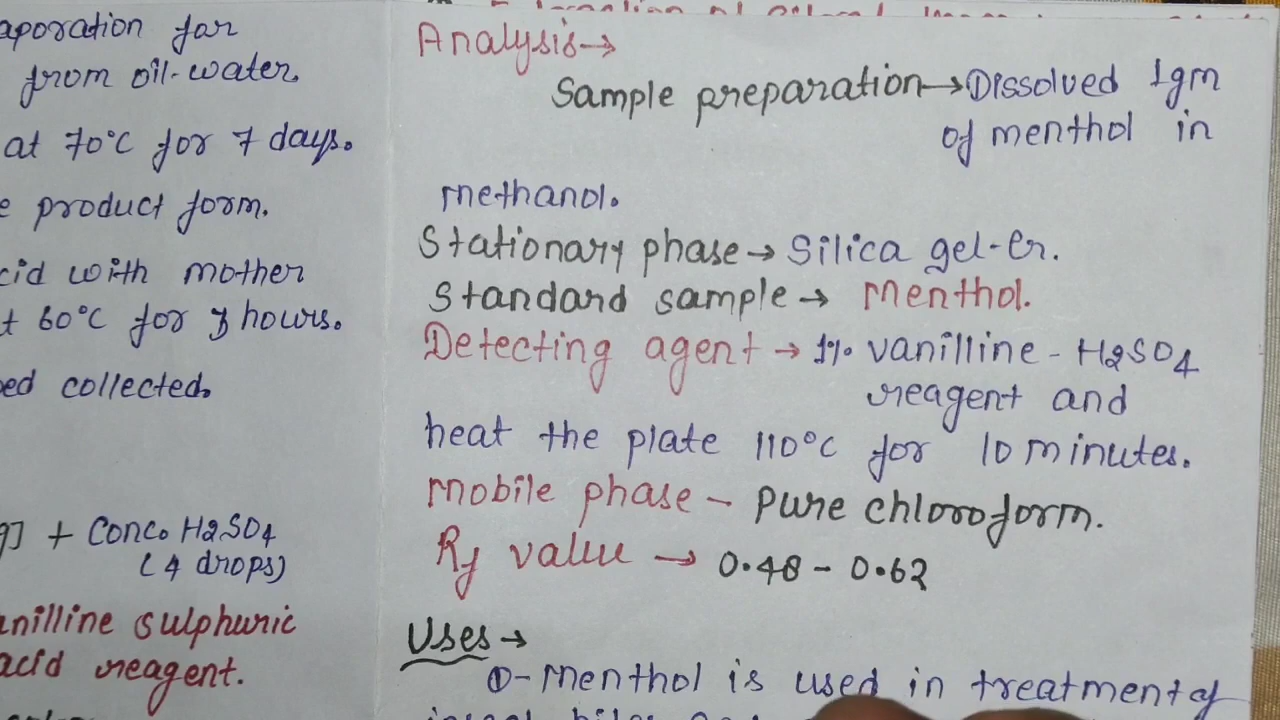 aporation for
from oil-water.
at 70°C for 7 days.
e product form.
cid with mother
t 60°C for 3 hours.
ed collected.
+ Conc. H2SO4
(4 drops)
nilline sulphuric
acid reagent.
Analysis→
Sample preparation→Dissolved 1gm
of menthol in
methanol.
Stationary phase→Silica gel-G.
Standard sample→ Menthol.
Detecting agent→1% vanilline-H2SO4
reagent and
heat the plate 110°C for 10 minutes.
Mobile phase - Pure chloroform.
Rf value → 0.48-0.62
Uses→
①-Menthol is used in treatment of